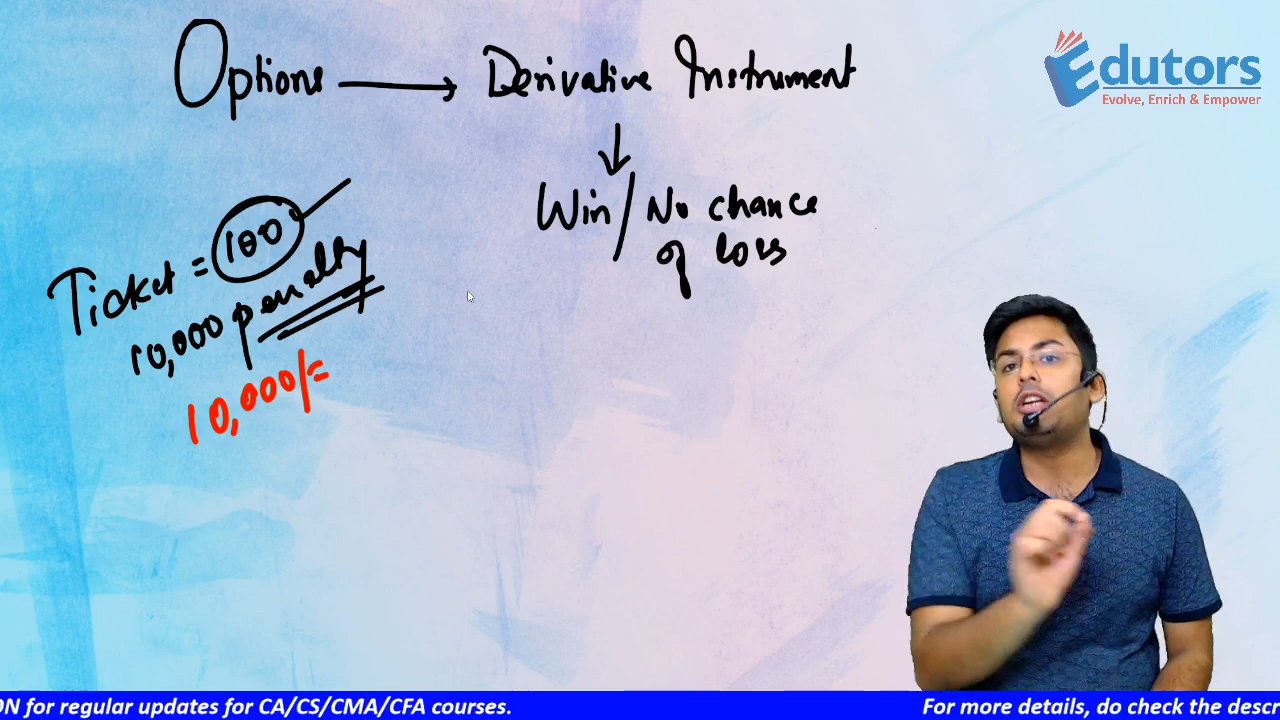 Options → Derivative Instrument
↓
Win / No chance
of loss
Ticket = 100
10,000 penalty
10,000/=
Edutors
Evolve, Enrich & Empower
ON for regular updates for CA/CS/CMA/CFA courses. For more details, do check the descr